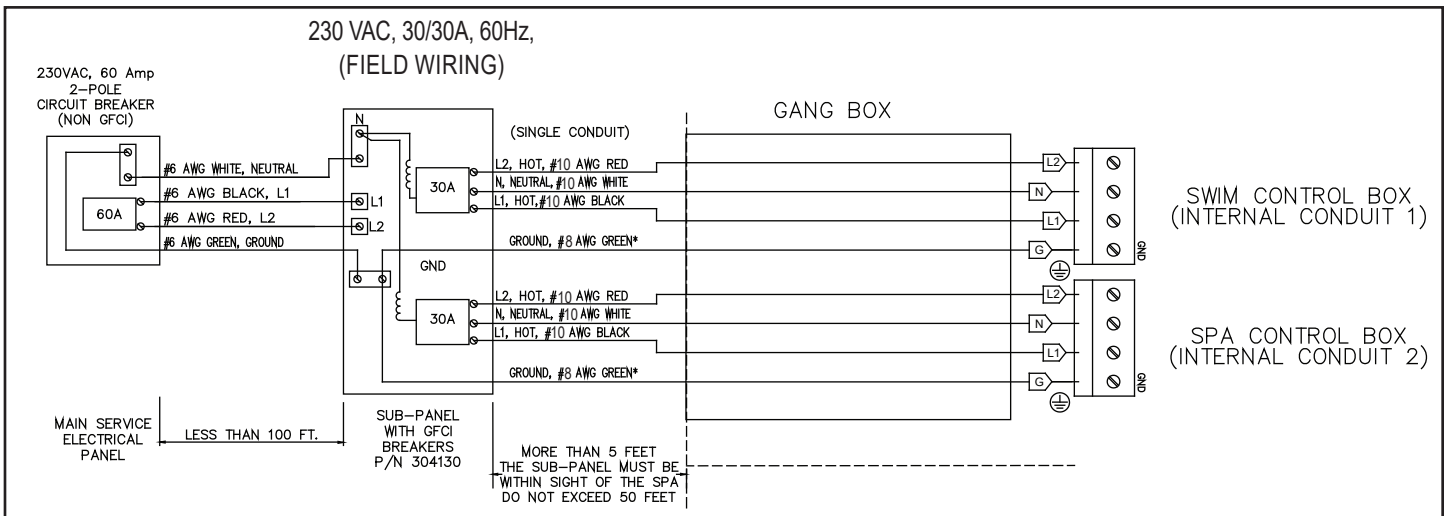 230 VAC, 30/30A, 60Hz,
(FIELD WIRING)
230VAC, 60 Amp
2-POLE
CIRCUIT BREAKER
(NON GFCI)
60A
#6 AWG WHITE, NEUTRAL
#6 AWG BLACK, L1
#6 AWG RED, L2
#6 AWG GREEN, GROUND
N
L1
L2
GND
30A
30A
(SINGLE CONDUIT)
L2, HOT, #10 AWG RED
N, NEUTRAL, #10 AWG WHITE
L1, HOT, #10 AWG BLACK
GROUND, #8 AWG GREEN*
L2, HOT, #10 AWG RED
N, NEUTRAL, #10 AWG WHITE
L1, HOT, #10 AWG BLACK
GROUND, #8 AWG GREEN*
GANG BOX
L2
N
L1
G
GND
SWIM CONTROL BOX
(INTERNAL CONDUIT 1)
L2
N
L1
G
GND
SPA CONTROL BOX
(INTERNAL CONDUIT 2)
MAIN SERVICE
ELECTRICAL
PANEL
LESS THAN 100 FT.
SUB-PANEL
WITH GFCI
BREAKERS
P/N 304130
MORE THAN 5 FEET
THE SUB-PANEL MUST BE
WITHIN SIGHT OF THE SPA
DO NOT EXCEED 50 FEET